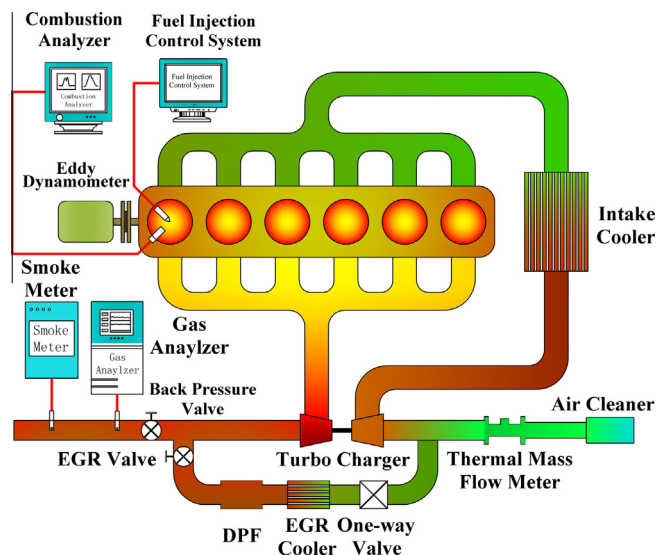 Combustion
Analyzer
Fuel Injection
Control System
Combustion
Analyzer
Fuel Injection
Control System
Eddy
Dynamometer
Intake
Cooler
Smoke
Meter
Gas
Anaylzer
Smoke
Meter
Gas
Anaylzer
Back Pressure
Valve
Air Cleaner
EGR Valve
Turbo Charger
Thermal Mass
Flow Meter
DPF
EGR
Cooler
One-way
Valve